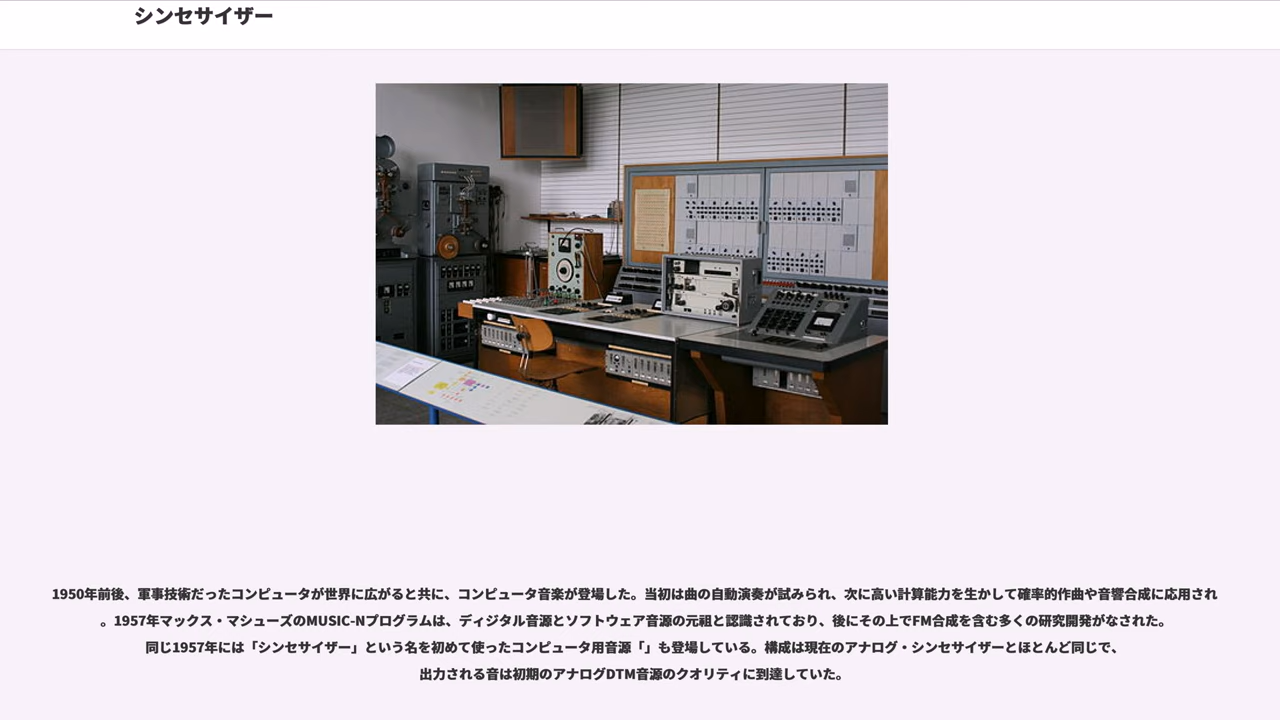 シンセサイザー
1950年前後、軍事技術だったコンピュータが世界に広がると共に、コンピュータ音楽が登場した。当初は曲の自動演奏が試みられ、次に高い計算能力を生かして確率的作曲や音響合成に応用され
。1957年マックス・マシューズのMUSIC-Nプログラムは、ディジタル音源とソフトウェア音源の元祖と認識されており、後にその上でFM合成を含む多くの研究開発がなされた。
同じ1957年には「シンセサイザー」という名を初めて使ったコンピュータ用音源「」も登場している。構成は現在のアナログ・シンセサイザーとほとんど同じで、
出力される音は初期のアナログDTM音源のクオリティに到達していた。